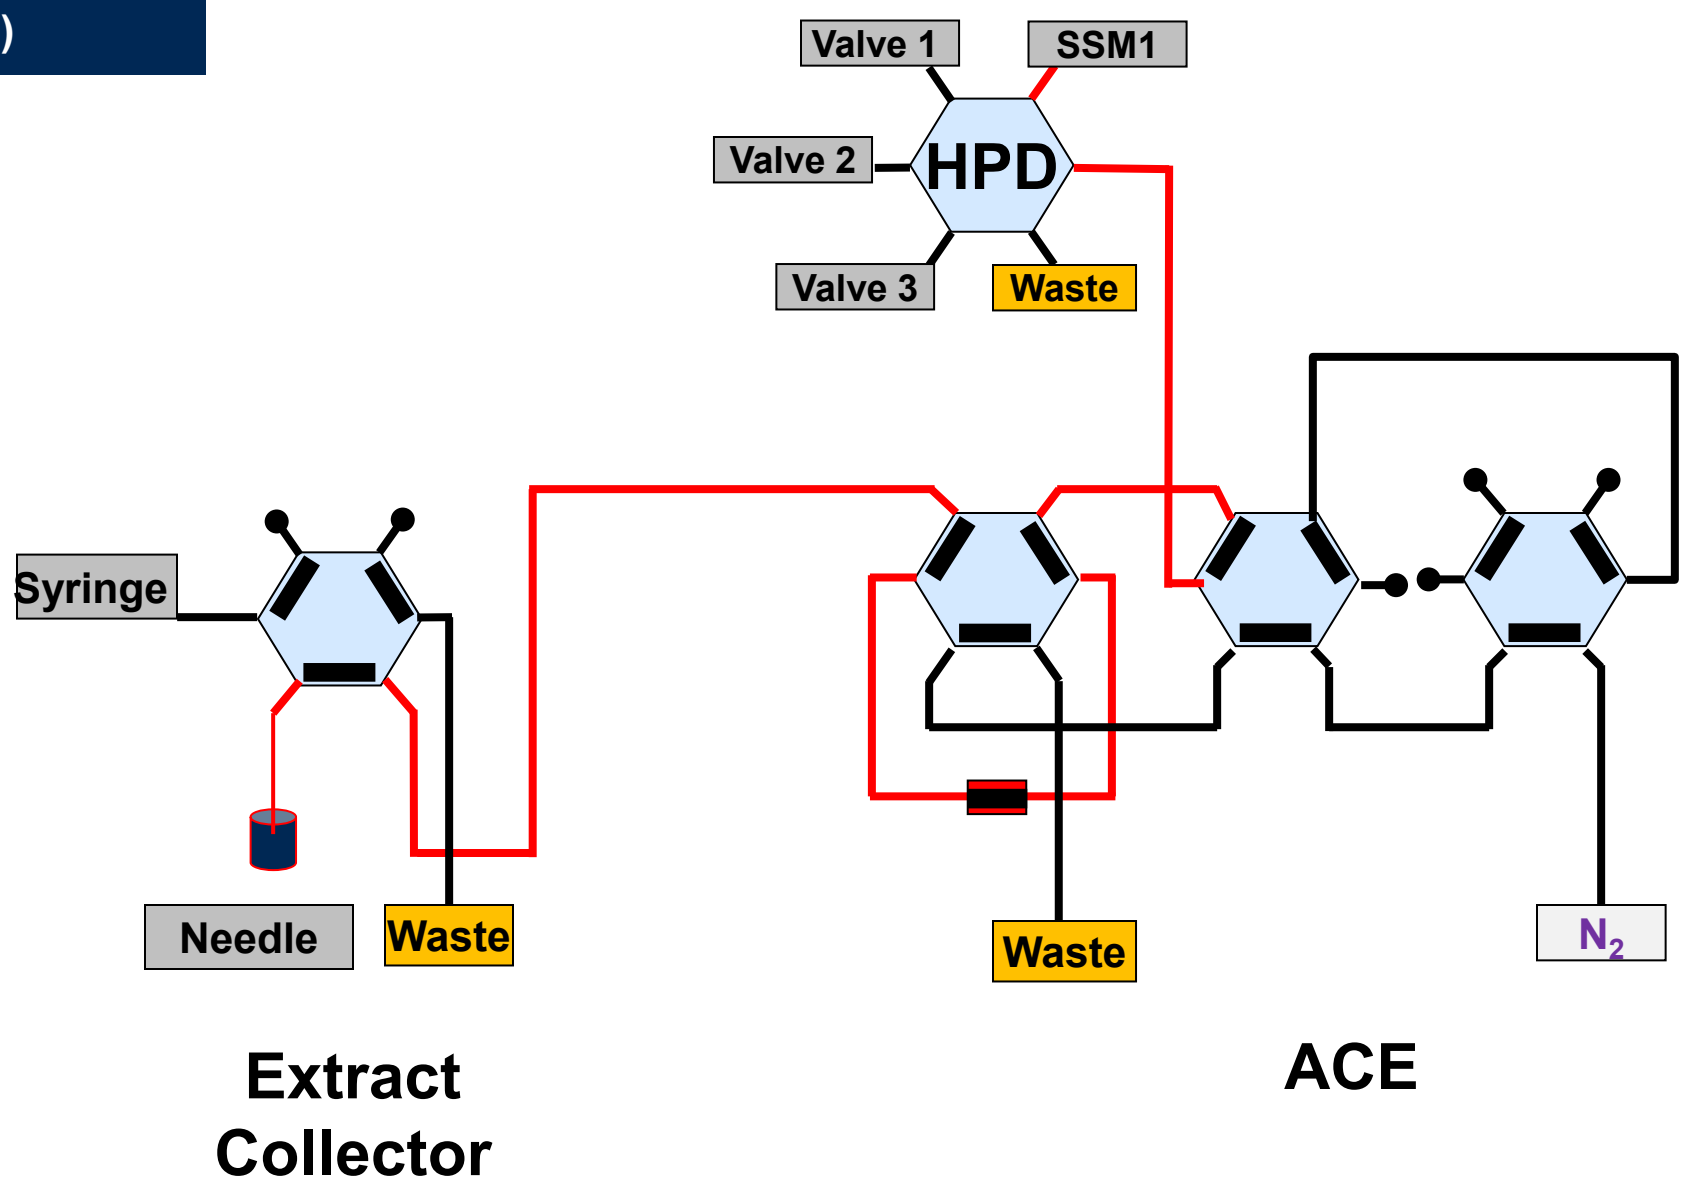 )
Valve 1
SSM1
Valve 2
HPD
Valve 3
Waste
Syringe
Needle
Waste
Waste
N₂
Extract
Collector
ACE